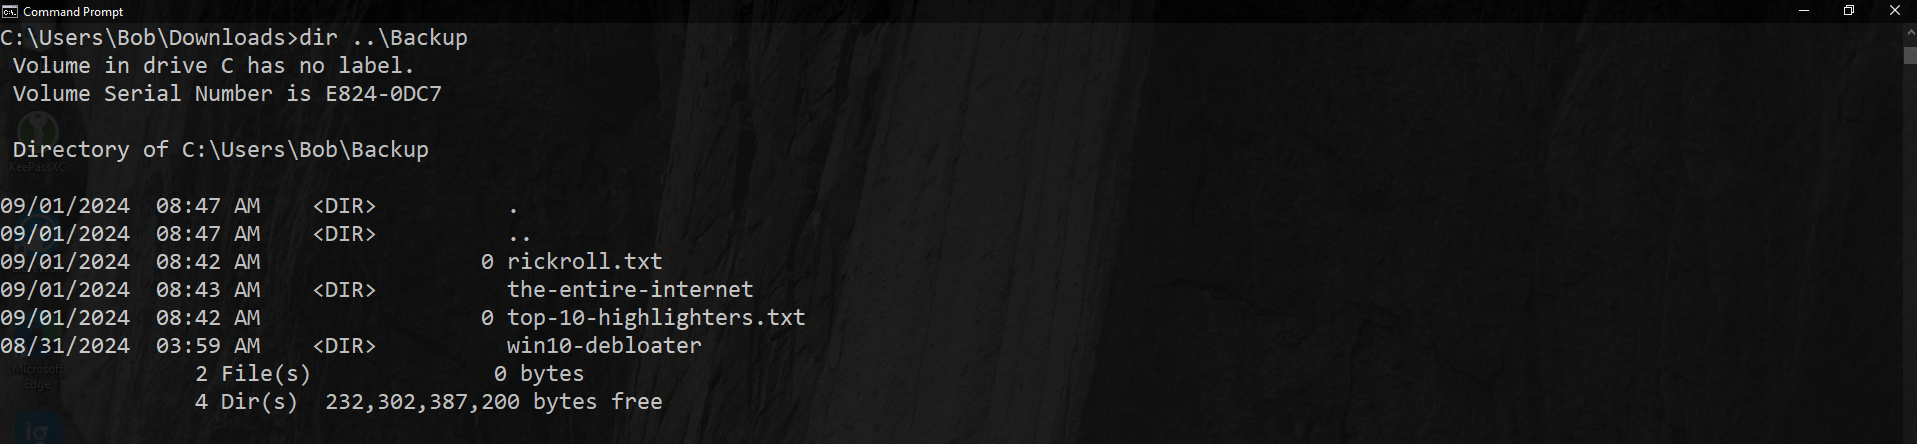 Command Prompt
C:\Users\Bob\Downloads>dir ..\Backup
 Volume in drive C has no label.
 Volume Serial Number is E824-0DC7
 Directory of C:\Users\Bob\Backup
KeePassXC
09/01/2024  08:47 AM    <DIR>          .
09/01/2024  08:47 AM    <DIR>          ..
09/01/2024  08:42 AM                 0 rickroll.txt
09/01/2024  08:43 AM    <DIR>          the-entire-internet
09/01/2024  08:42 AM                 0 top-10-highlighters.txt
08/31/2024  03:59 AM    <DIR>          win10-debloater
Microsoft
Edge
               2 File(s)              0 bytes
               4 Dir(s)  232,302,387,200 bytes free
ig